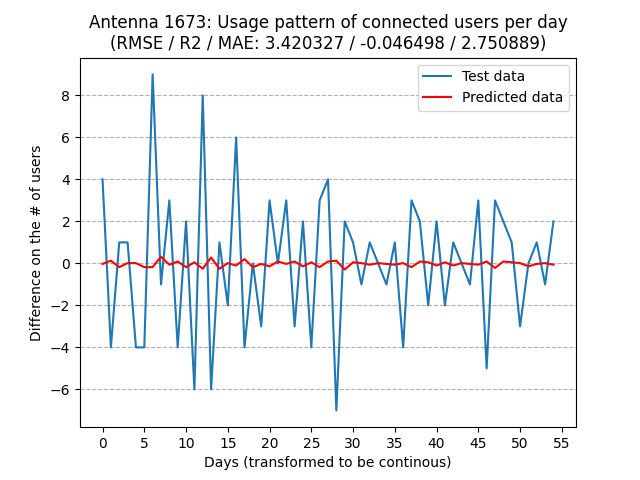 Antenna 1673: Usage pattern of connected users per day
(RMSE / R2 / MAE: 3.420327 / -0.046498 / 2.750889)
Test data
Predicted data
Difference on the # of users
8
6
4
2
0
−2
−4
−6
0 5 10 15 20 25 30 35 40 45 50 55
Days (transformed to be continous)